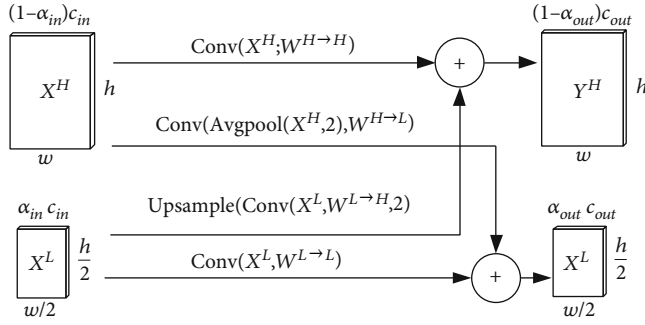 (1–α_in)c_in
(1–α_out)c_out
Conv(X^H;W^{H→H})
X^H
h
+
Y^H
h
Conv(Avgpool(X^H,2),W^{H→L})
w
w
α_in c_in
Upsample(Conv(X^L,W^{L→H},2)
α_out c_out
X^L
h/2
Conv(X^L,W^{L→L})
+
X^L
h/2
w/2
w/2